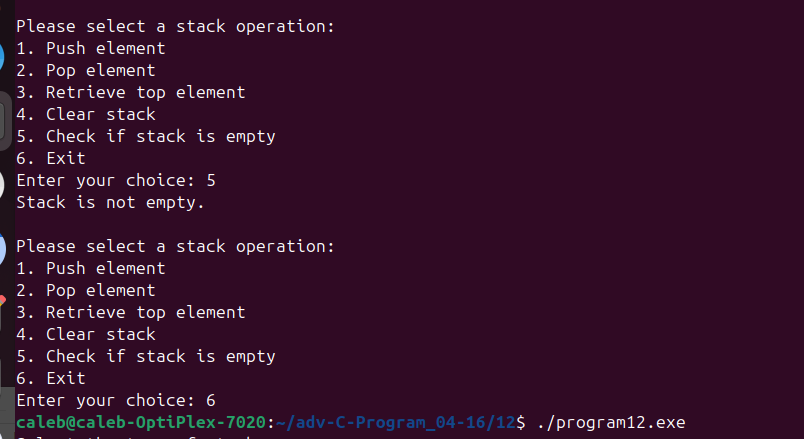 Please select a stack operation:
1. Push element
2. Pop element
3. Retrieve top element
4. Clear stack
5. Check if stack is empty
6. Exit
Enter your choice: 5
Stack is not empty.
Please select a stack operation:
1. Push element
2. Pop element
3. Retrieve top element
4. Clear stack
5. Check if stack is empty
6. Exit
Enter your choice: 6
caleb@caleb-OptiPlex-7020:~/adv-C-Program_04-16/12$ ./program12.exe